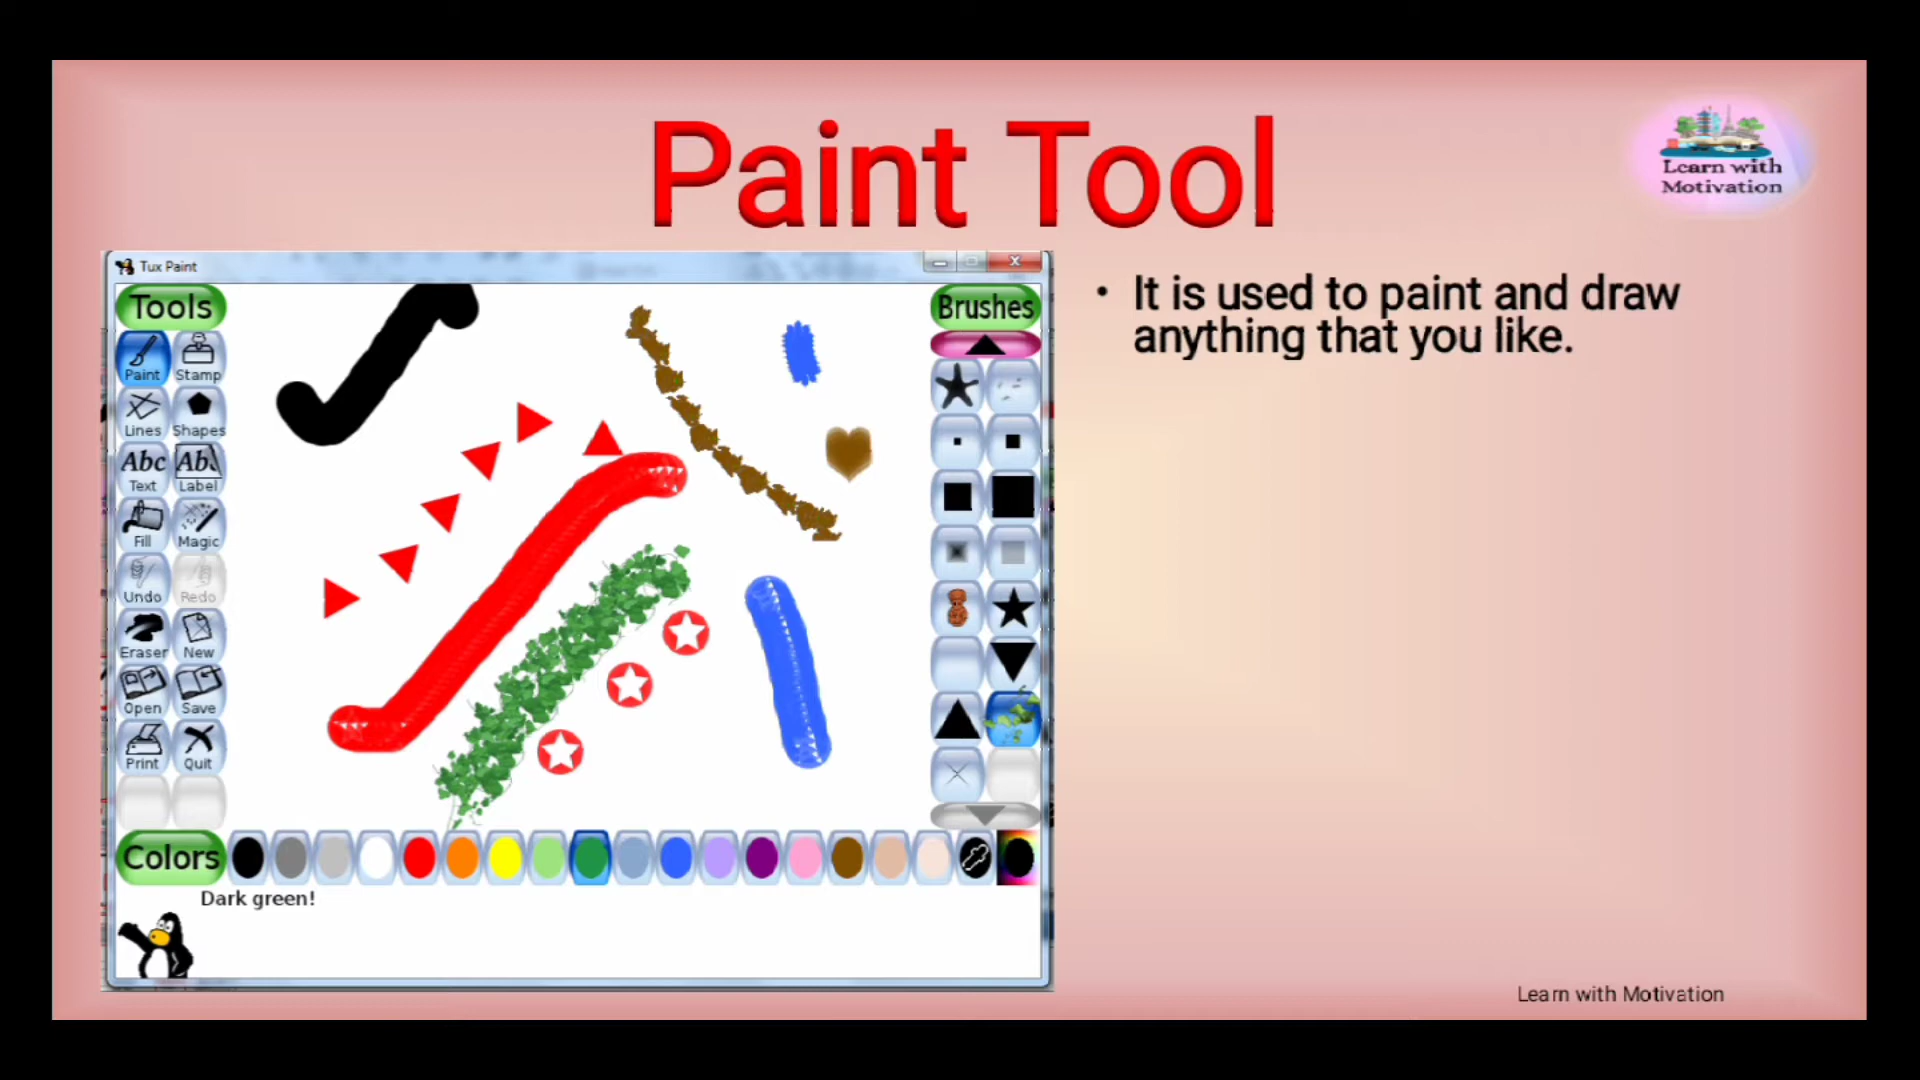 Paint Tool
Learn with
Motivation
Tux Paint
Tools
Brushes
Paint
Stamp
Lines
Shapes
Abc
Abc
Text
Label
Fill
Magic
Undo
Redo
Eraser
New
Open
Save
Print
Quit
Colors
Dark green!
• It is used to paint and draw
anything that you like.
Learn with Motivation